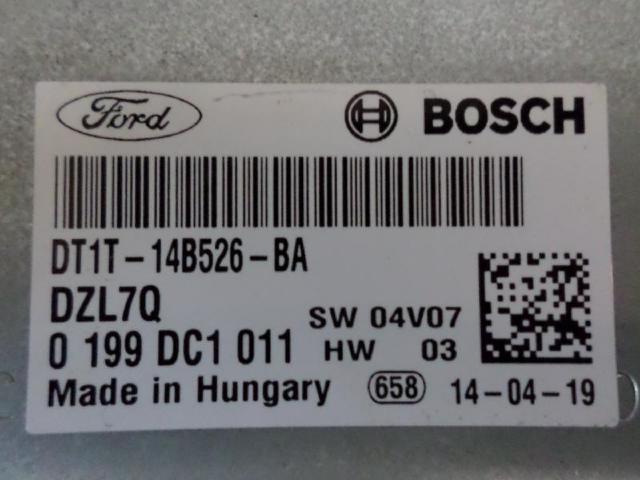 Ford BOSCH
DT1T-14B526-BA
DZL7Q
SW 04V07
0 199 DC1 011 HW 03
Made in Hungary 658 14-04-19